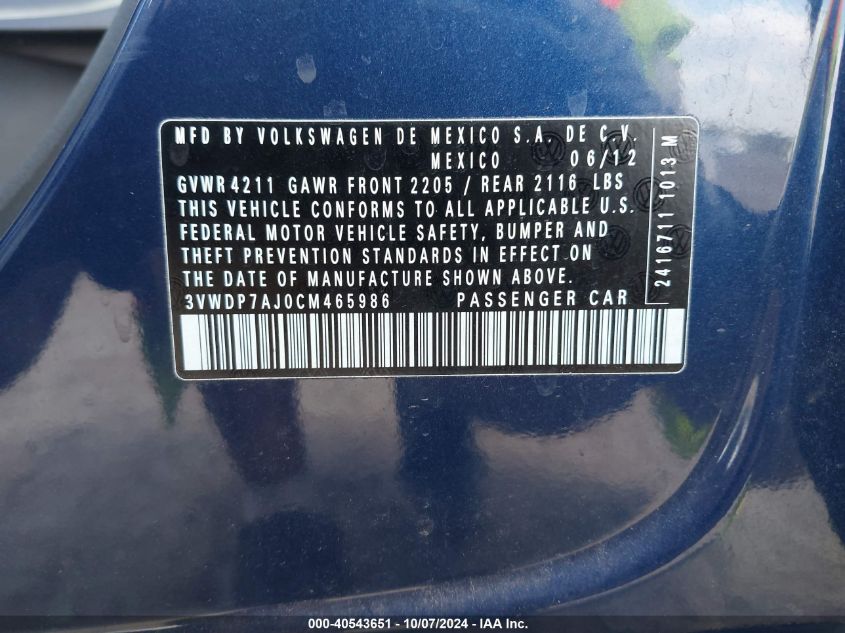 MFD BY VOLKSWAGEN DE MEXICO S.A. DE C.V.
MEXICO 06/12
GVWR 4211 GAWR FRONT 2205 / REAR 2116 LBS
THIS VEHICLE CONFORMS TO ALL APPLICABLE U.S.
FEDERAL MOTOR VEHICLE SAFETY, BUMPER AND
THEFT PREVENTION STANDARDS IN EFFECT ON
THE DATE OF MANUFACTURE SHOWN ABOVE.
3VWDP7AJ0CM465986 PASSENGER CAR
2416711 1013 M
000-40543651 - 10/07/2024 - IAAI.com